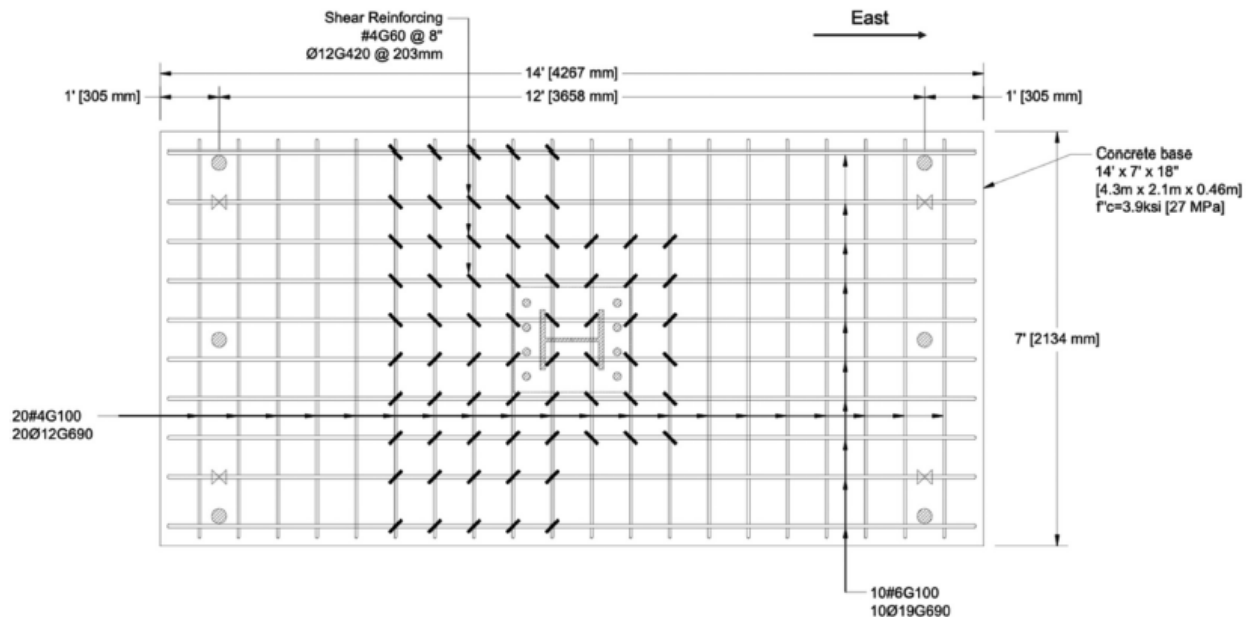 Shear Reinforcing
#4G60 @ 8"
Ø12G420 @ 203mm
East
14' [4267 mm]
1' [305 mm]
12' [3658 mm]
1' [305 mm]
Concrete base
14' x 7' x 18"
[4.3m x 2.1m x 0.46m]
f"c=3.9ksi [27 MPa]
7' [2134 mm]
20#4G100
20Ø12G690
10#6G100
10Ø19G690